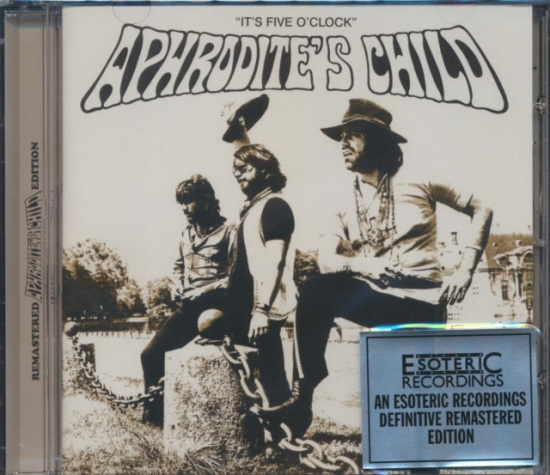 "IT'S FIVE O'CLOCK"
APHRODITE'S CHILD
REMASTERED APHRODITE'S CHILD EDITION
ESOTERIC
RECORDINGS
AN ESOTERIC RECORDINGS
DEFINITIVE REMASTERED
EDITION